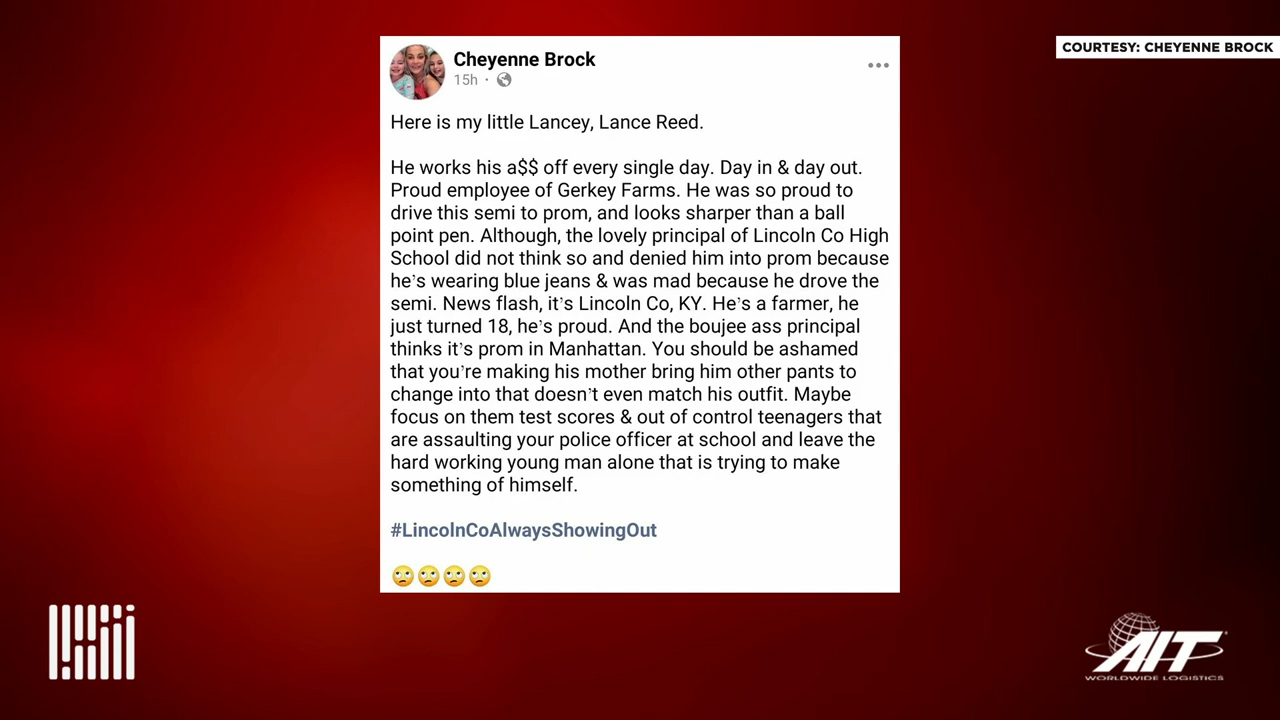 COURTESY: CHEYENNE BROCK
Cheyenne Brock
15h ·
Here is my little Lancey, Lance Reed.
He works his a$$ off every single day. Day in & day out.
Proud employee of Gerkey Farms. He was so proud to
drive this semi to prom, and looks sharper than a ball
point pen. Although, the lovely principal of Lincoln Co High
School did not think so and denied him into prom because
he's wearing blue jeans & was mad because he drove the
semi. News flash, it's Lincoln Co, KY. He's a farmer, he
just turned 18, he's proud. And the boujee ass principal
thinks it's prom in Manhattan. You should be ashamed
that you're making his mother bring him other pants to
change into that doesn't even match his outfit. Maybe
focus on them test scores & out of control teenagers that
are assaulting your police officer at school and leave the
hard working young man alone that is trying to make
something of himself.
#LincolnCoAlwaysShowingOut
🙄🙄🙄🙄
AIT
WORLDWIDE LOGISTICS